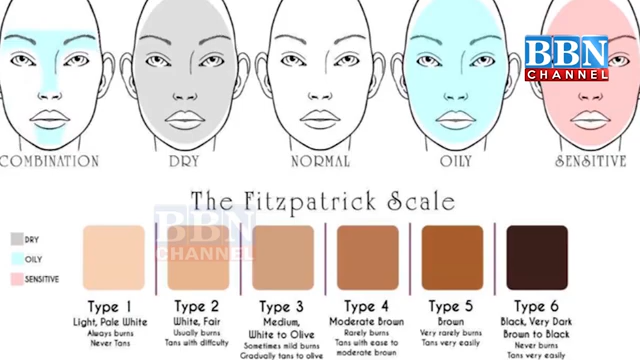 BBN
CHANNEL
COMBINATION
DRY
NORMAL
OILY
SENSITIVE
The Fitzpatrick Scale
BBN
CHANNEL
DRY
OILY
SENSITIVE
Type 1
Light, Pale White
Always burns
Never Tans
Type 2
White, Fair
Usually burns
Tans with difficulty
Type 3
Medium,
White to Olive
Sometimes mild burns
Gradually tans to olive
Type 4
Moderate Brown
Rarely burns
Tans with ease to
moderate brown
Type 5
Brown
Very rarely burns
Tans very easily
Type 6
Black, Very Dark
Brown to Black
Never burns
Tans very easily